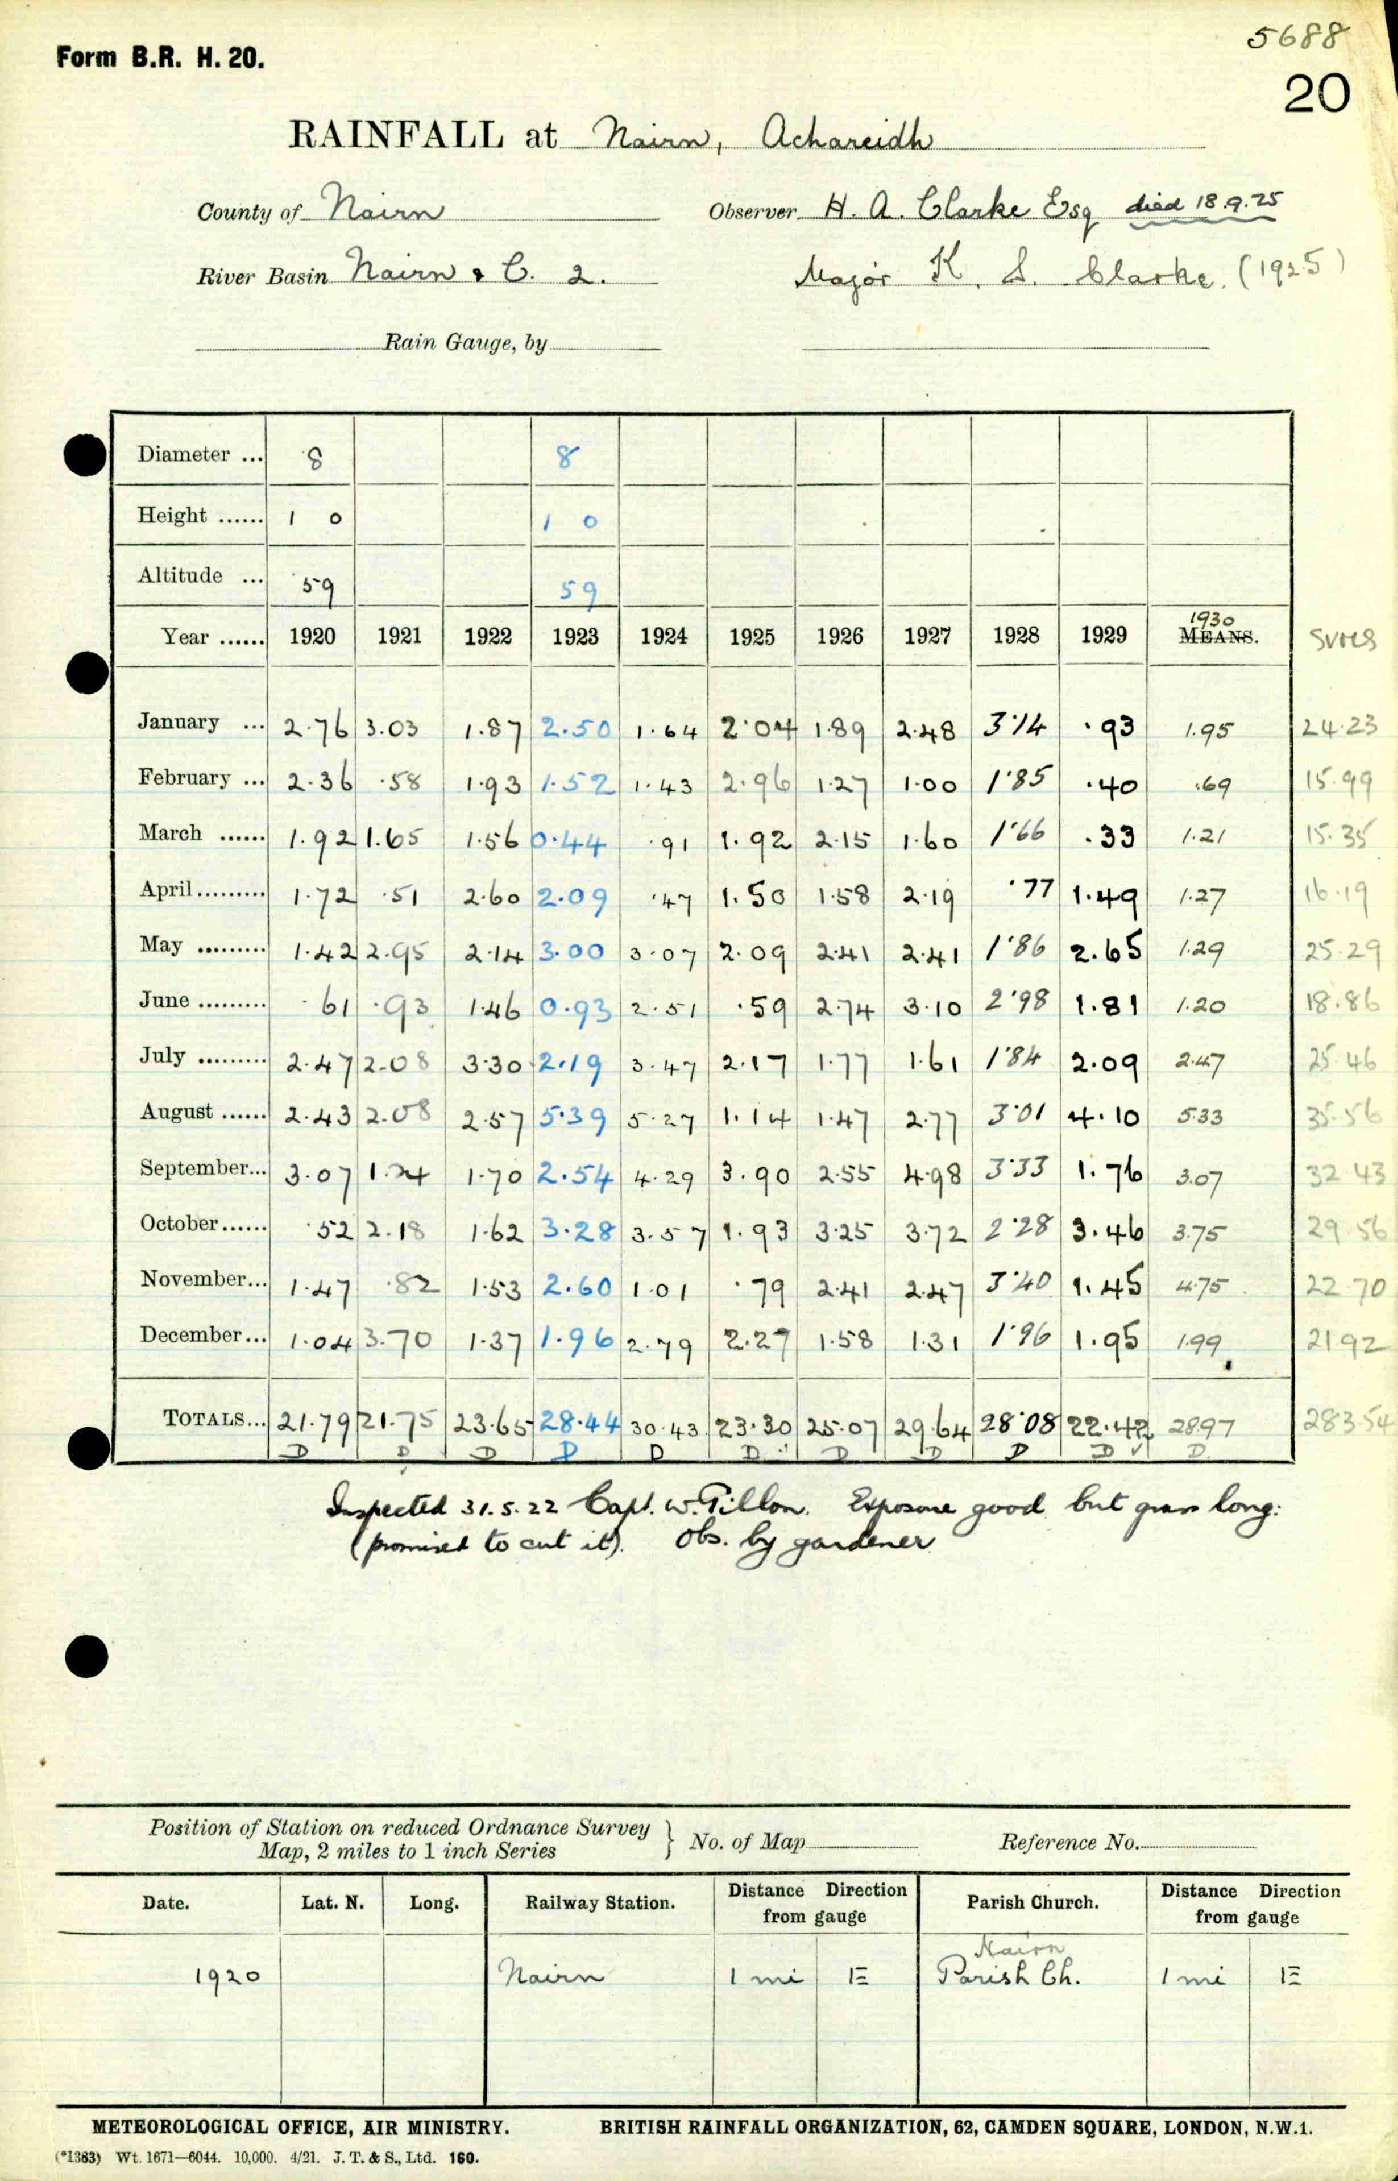 5688
Form B.R. H. 20.
20
RAINFALL at Nairn, Achareidh
County of Nairn Observer H. A. Clarke Esq died 18.9.25
River Basin Nairn & C. 2. Major K. S. Clarke. (1925)
Rain Gauge, by
Diameter ... 8 8
Height ...... 1 0 1 0
Altitude ... 59 59
Year ...... 1920 1921 1922 1923 1924 1925 1926 1927 1928 1929 1930 MEANS. SUMS
January ... 2.76 3.03 1.87 2.50 1.64 2.04 1.89 2.48 3.14 .93 1.95 24.23
February ... 2.36 .58 1.93 1.52 1.43 2.96 1.27 1.00 1.85 .40 .69 15.99
March ...... 1.92 1.65 1.56 0.44 .91 1.92 2.15 1.60 1.66 .33 1.21 15.35
April ......... 1.72 .51 2.60 2.09 .47 1.50 1.58 2.19 .77 1.49 1.27 16.19
May ......... 1.42 2.95 2.14 3.00 3.07 2.09 2.41 2.41 1.86 2.65 1.29 25.29
June ......... .61 .93 1.46 0.93 2.51 .59 2.74 3.10 2.98 1.81 1.20 18.86
July ......... 2.47 2.08 3.30 2.19 3.47 2.17 1.77 1.61 1.84 2.09 2.47 25.46
August ...... 2.43 2.08 2.57 5.39 5.27 1.14 1.47 2.77 3.01 4.10 5.33 35.56
September... 3.07 1.24 1.70 2.54 4.29 3.90 2.55 4.98 3.33 1.76 3.07 32.43
October...... .52 2.18 1.62 3.28 3.57 1.93 3.25 3.72 2.28 3.46 3.75 29.56
November... 1.47 .82 1.53 2.60 1.01 .79 2.41 2.47 3.40 1.45 4.75 22.70
December... 1.04 3.70 1.37 1.96 2.79 2.27 1.58 1.31 1.96 1.95 1.99 21.92
TOTALS... 21.79 21.75 23.65 28.44 30.43 23.30 25.07 29.64 28.08 22.42 28.97 283.54
D D D D D D D D D D D
Inspected 31.5.22 Capt. W. Gillon. Exposure good but grass long.
(promised to cut it). Obs. by gardener
Position of Station on reduced Ordnance Survey
Map, 2 miles to 1 inch Series } No. of Map Reference No.
Date. Lat. N. Long. Railway Station. Distance Direction from gauge Parish Church. Distance Direction from gauge
Nairn
1920 Nairn 1 mi E Parish Ch. 1 mi E
METEOROLOGICAL OFFICE, AIR MINISTRY. BRITISH RAINFALL ORGANIZATION, 62, CAMDEN SQUARE, LONDON, N.W.1.
(*1383) Wt. 1671—6044. 10,000. 4/21. J. T. & S., Ltd. 160.